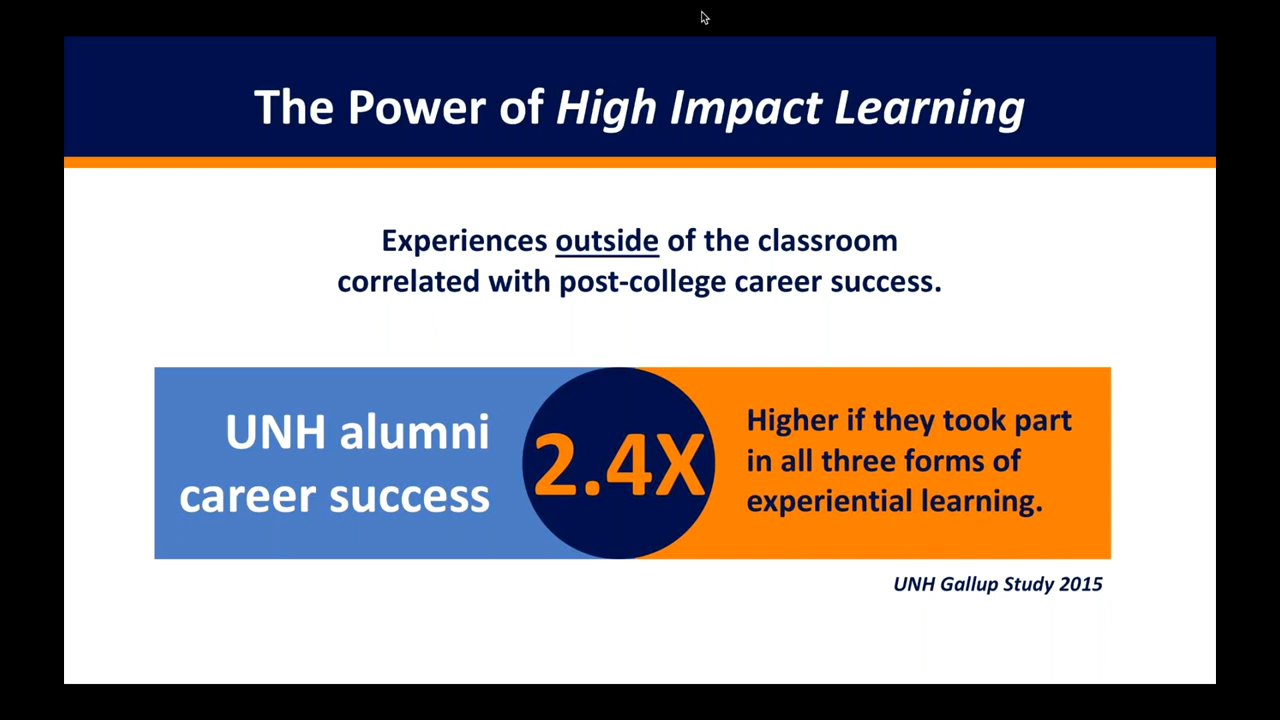 The Power of High Impact Learning
Experiences outside of the classroom
correlated with post-college career success.
UNH alumni
career success
2.4X
Higher if they took part
in all three forms of
experiential learning.
UNH Gallup Study 2015